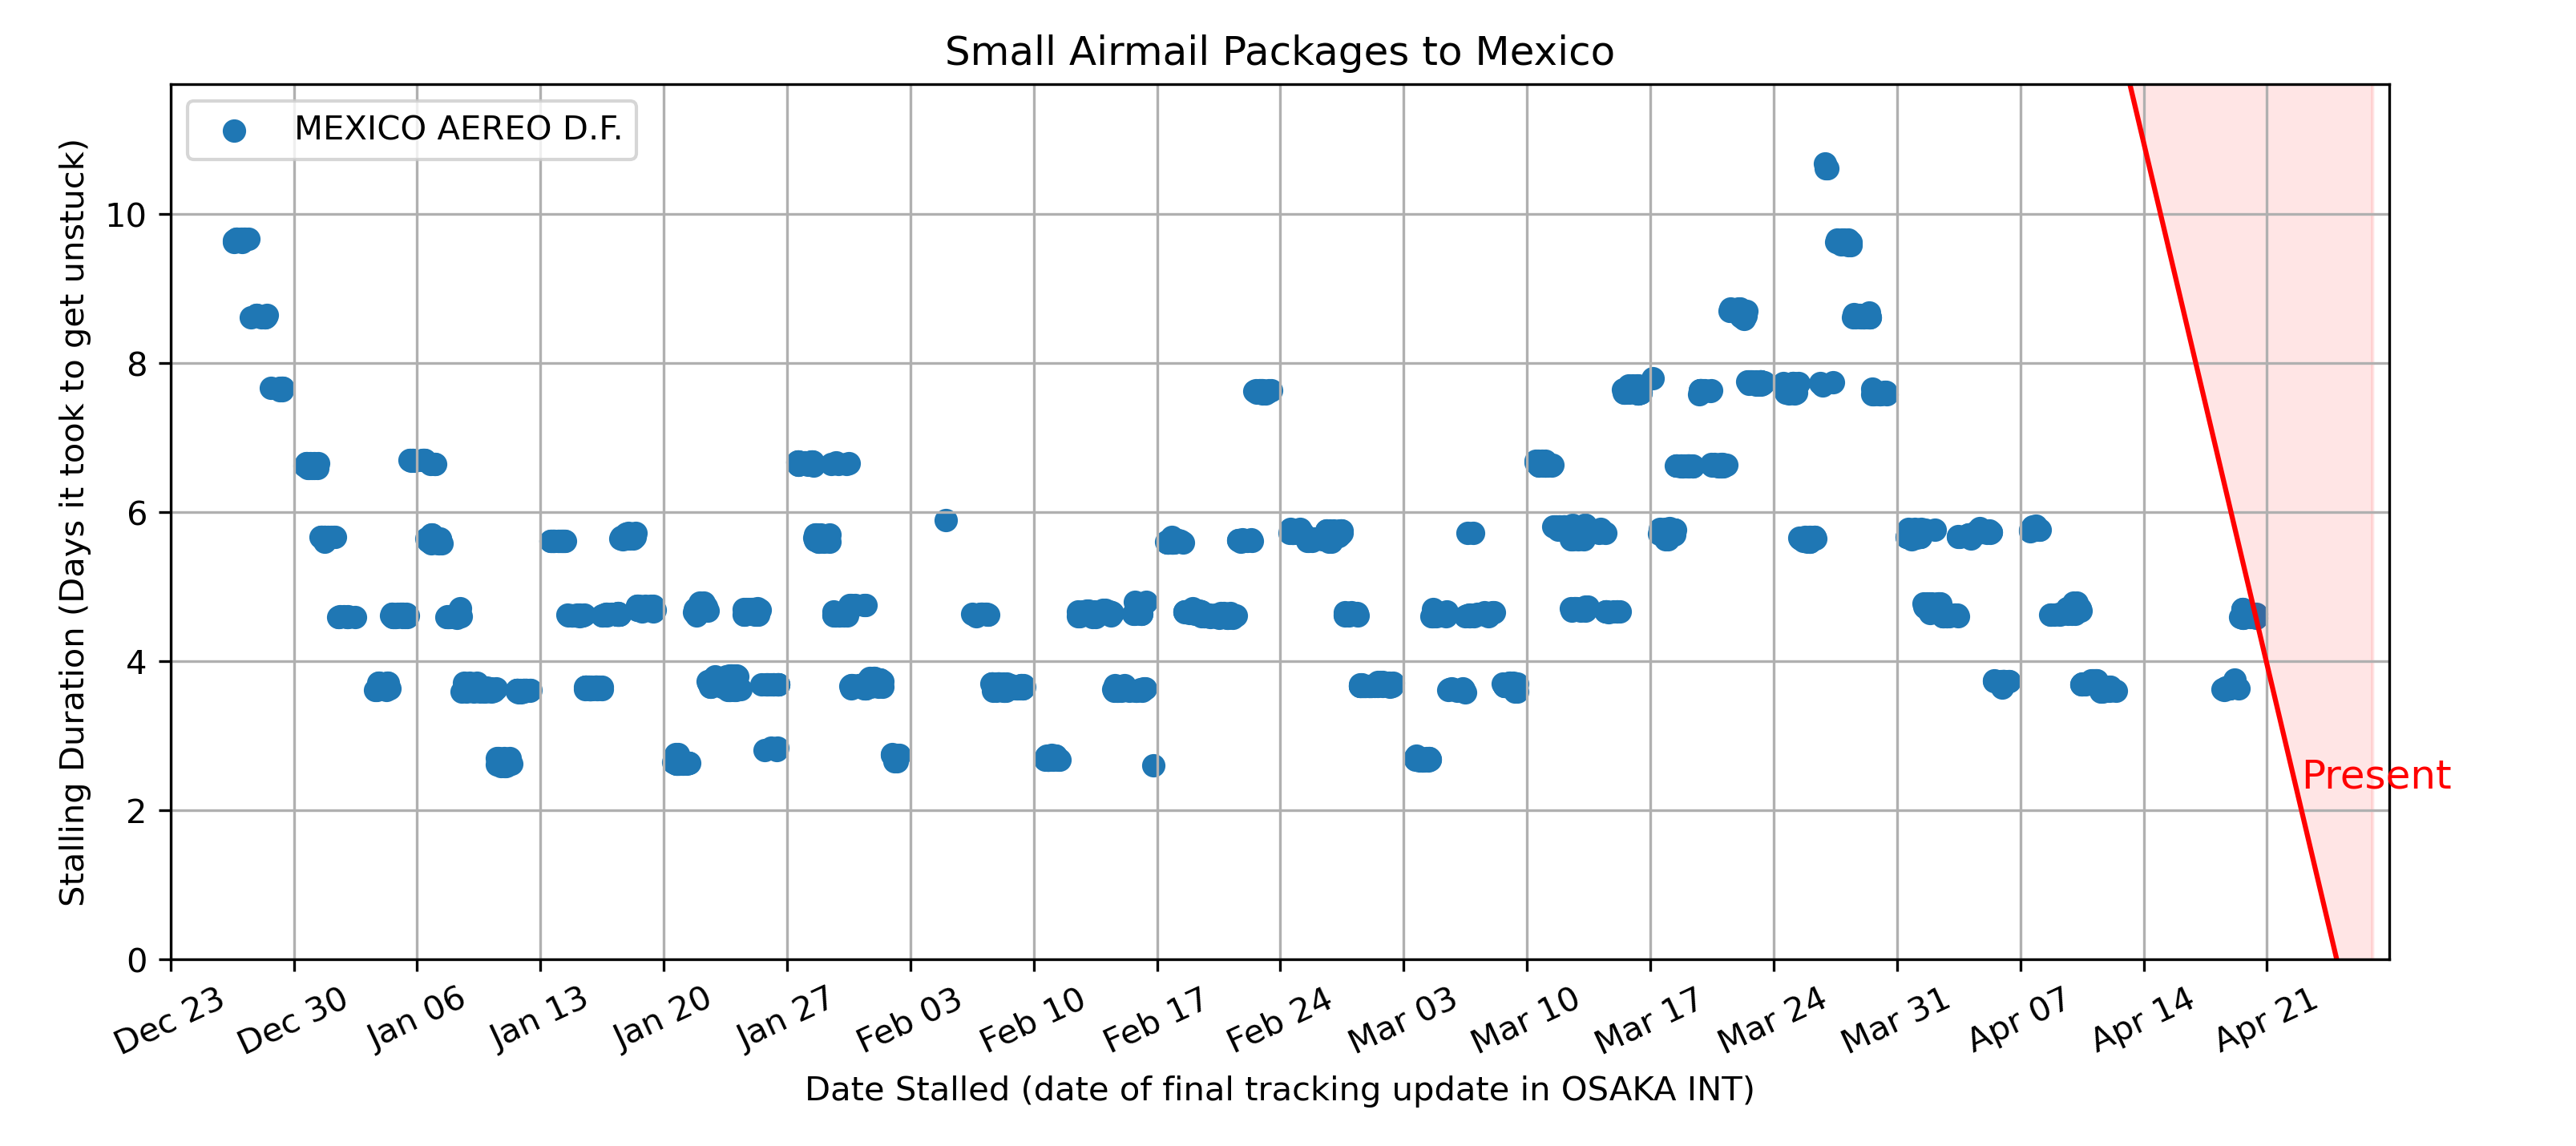 Small Airmail Packages to Mexico
MEXICO AEREO D.F.
Stalling Duration (Days it took to get unstuck)
10
8
6
4
2
0
Present
Dec 23
Dec 30
Jan 06
Jan 13
Jan 20
Jan 27
Feb 03
Feb 10
Feb 17
Feb 24
Mar 03
Mar 10
Mar 17
Mar 24
Mar 31
Apr 07
Apr 14
Apr 21
Date Stalled (date of final tracking update in OSAKA INT)